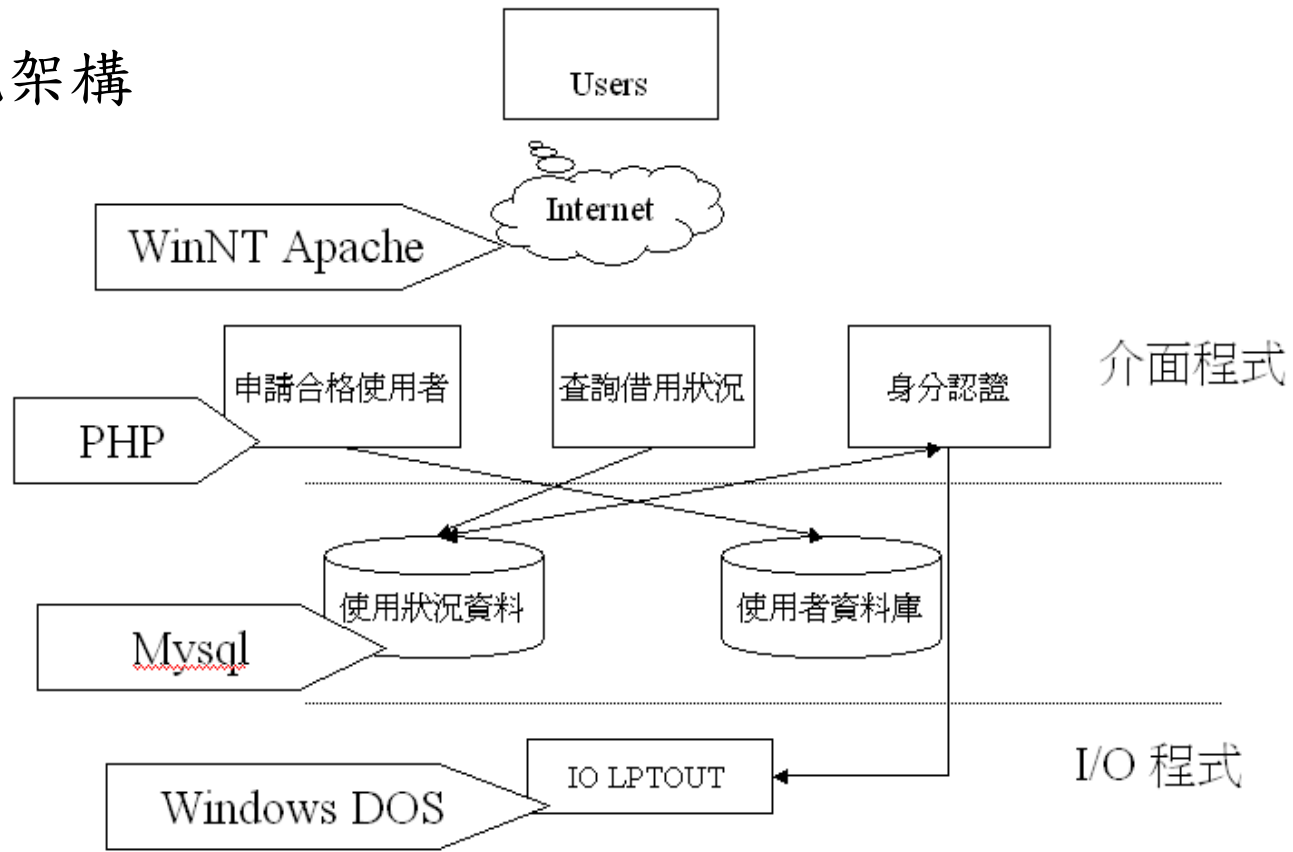 架構
Users
Internet
WinNT Apache
申請合格使用者
查詢借用狀況
身分認證
介面程式
PHP
使用狀況資料
使用者資料庫
Mysql
IO LPTOUT
I/O 程式
Windows DOS